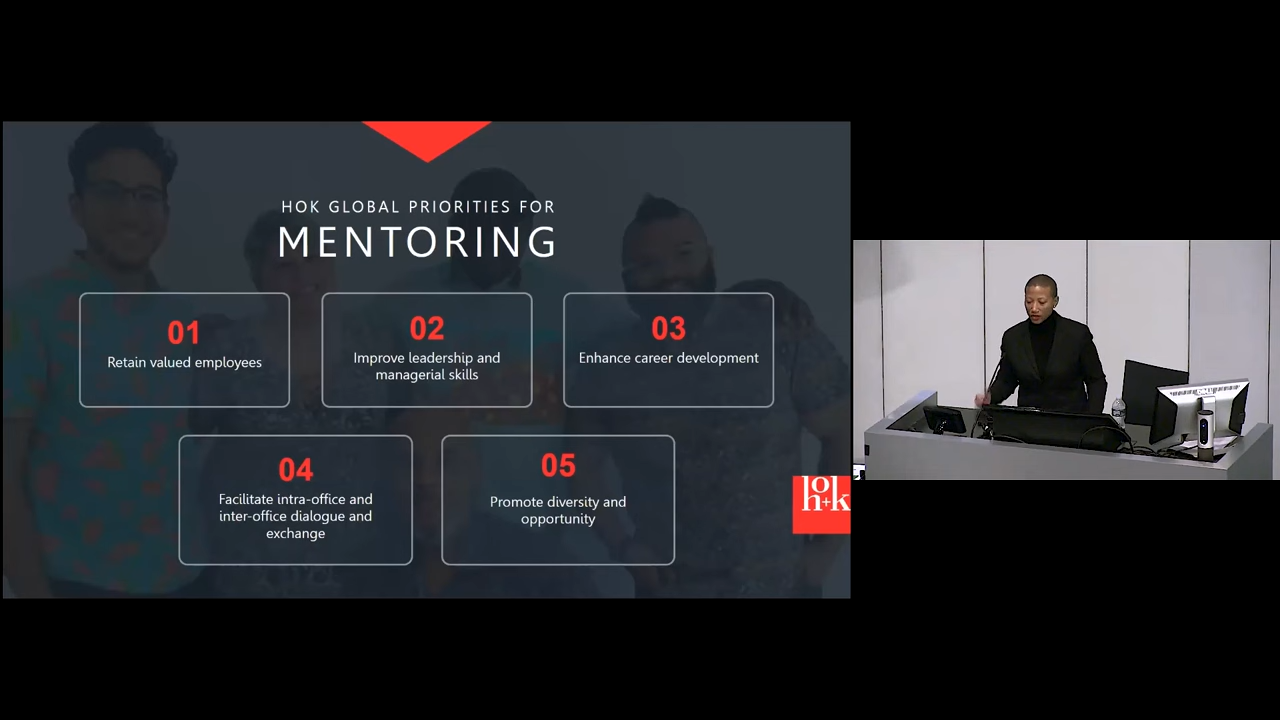 HOK GLOBAL PRIORITIES FOR
MENTORING
01
Retain valued employees
02
Improve leadership and
managerial skills
03
Enhance career development
04
Facilitate intra-office and
inter-office dialogue and
exchange
05
Promote diversity and
opportunity
ho
h+k